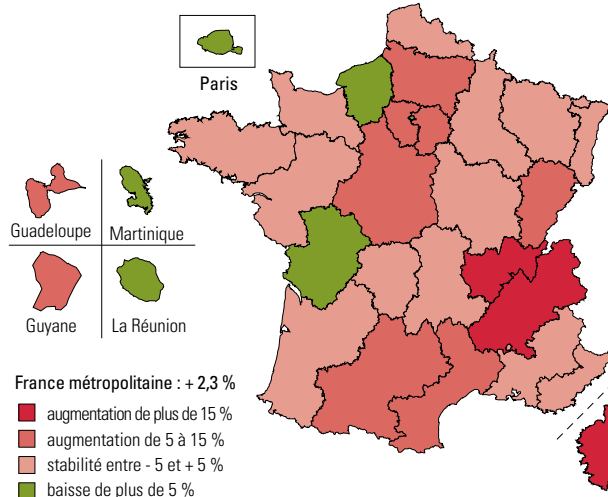 Paris
Guadeloupe
Martinique
Guyane
La Réunion
France métropolitaine : + 2,3 %
augmentation de plus de 15 %
augmentation de 5 à 15 %
stabilité entre - 5 et + 5 %
baisse de plus de 5 %